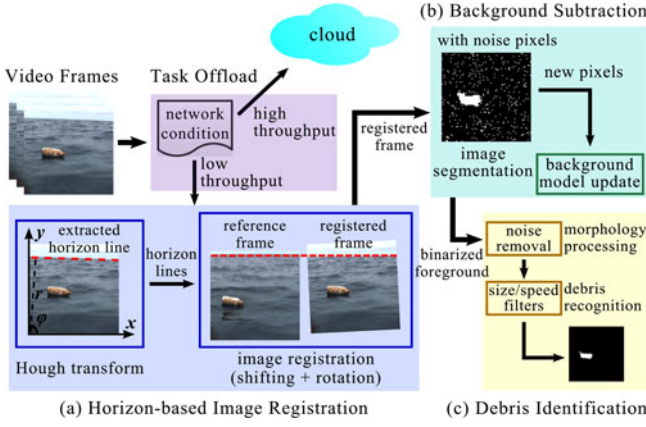 (b) Background Subtraction
cloud
Video Frames
Task Offload
with noise pixels
new pixels
network
condition
high
throughput
low
throughput
registered
frame
image
segmentation
background
model update
y
extracted
horizon line
r
φ
x
horizon
lines
reference
frame
registered
frame
Hough transform
image registration
(shifting + rotation)
(a) Horizon-based Image Registration
binarized
foreground
noise
removal
morphology
processing
size/speed
filters
debris
recognition
(c) Debris Identification